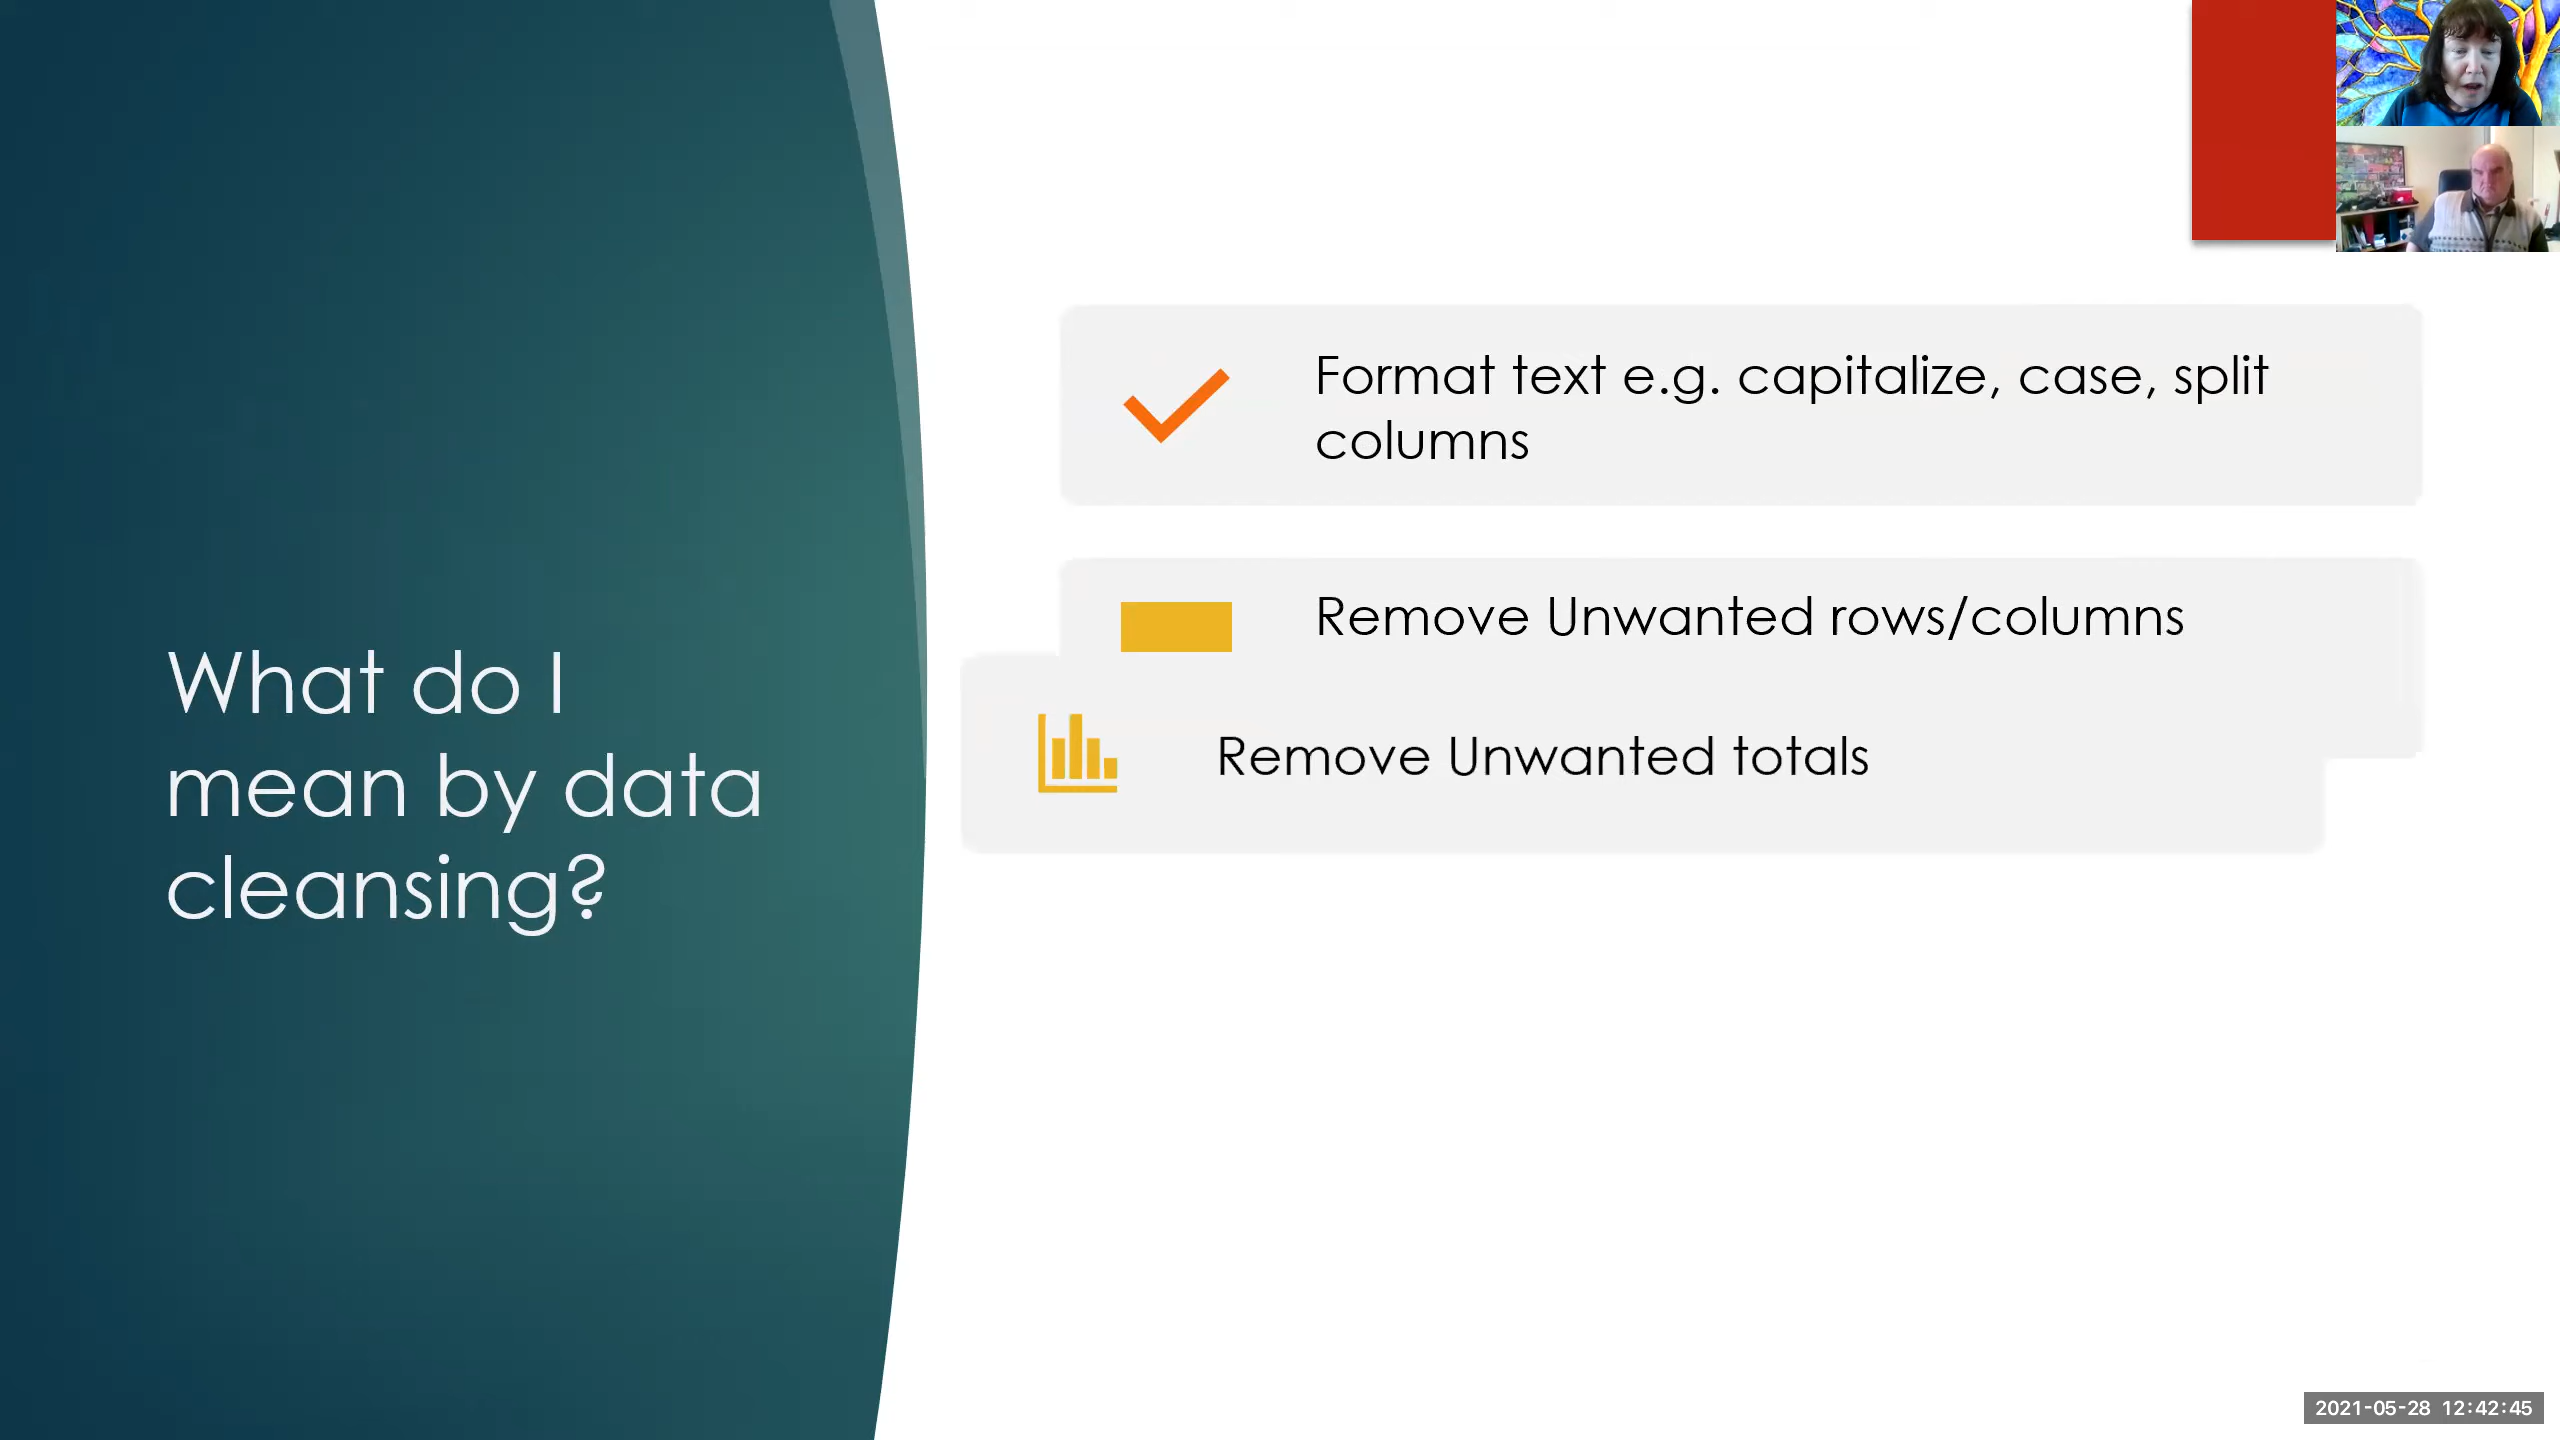 What do I
mean by data
cleansing?
Format text e.g. capitalize, case, split
columns
Remove Unwanted rows/columns
Remove Unwanted totals
2021-05-28 12:42:45